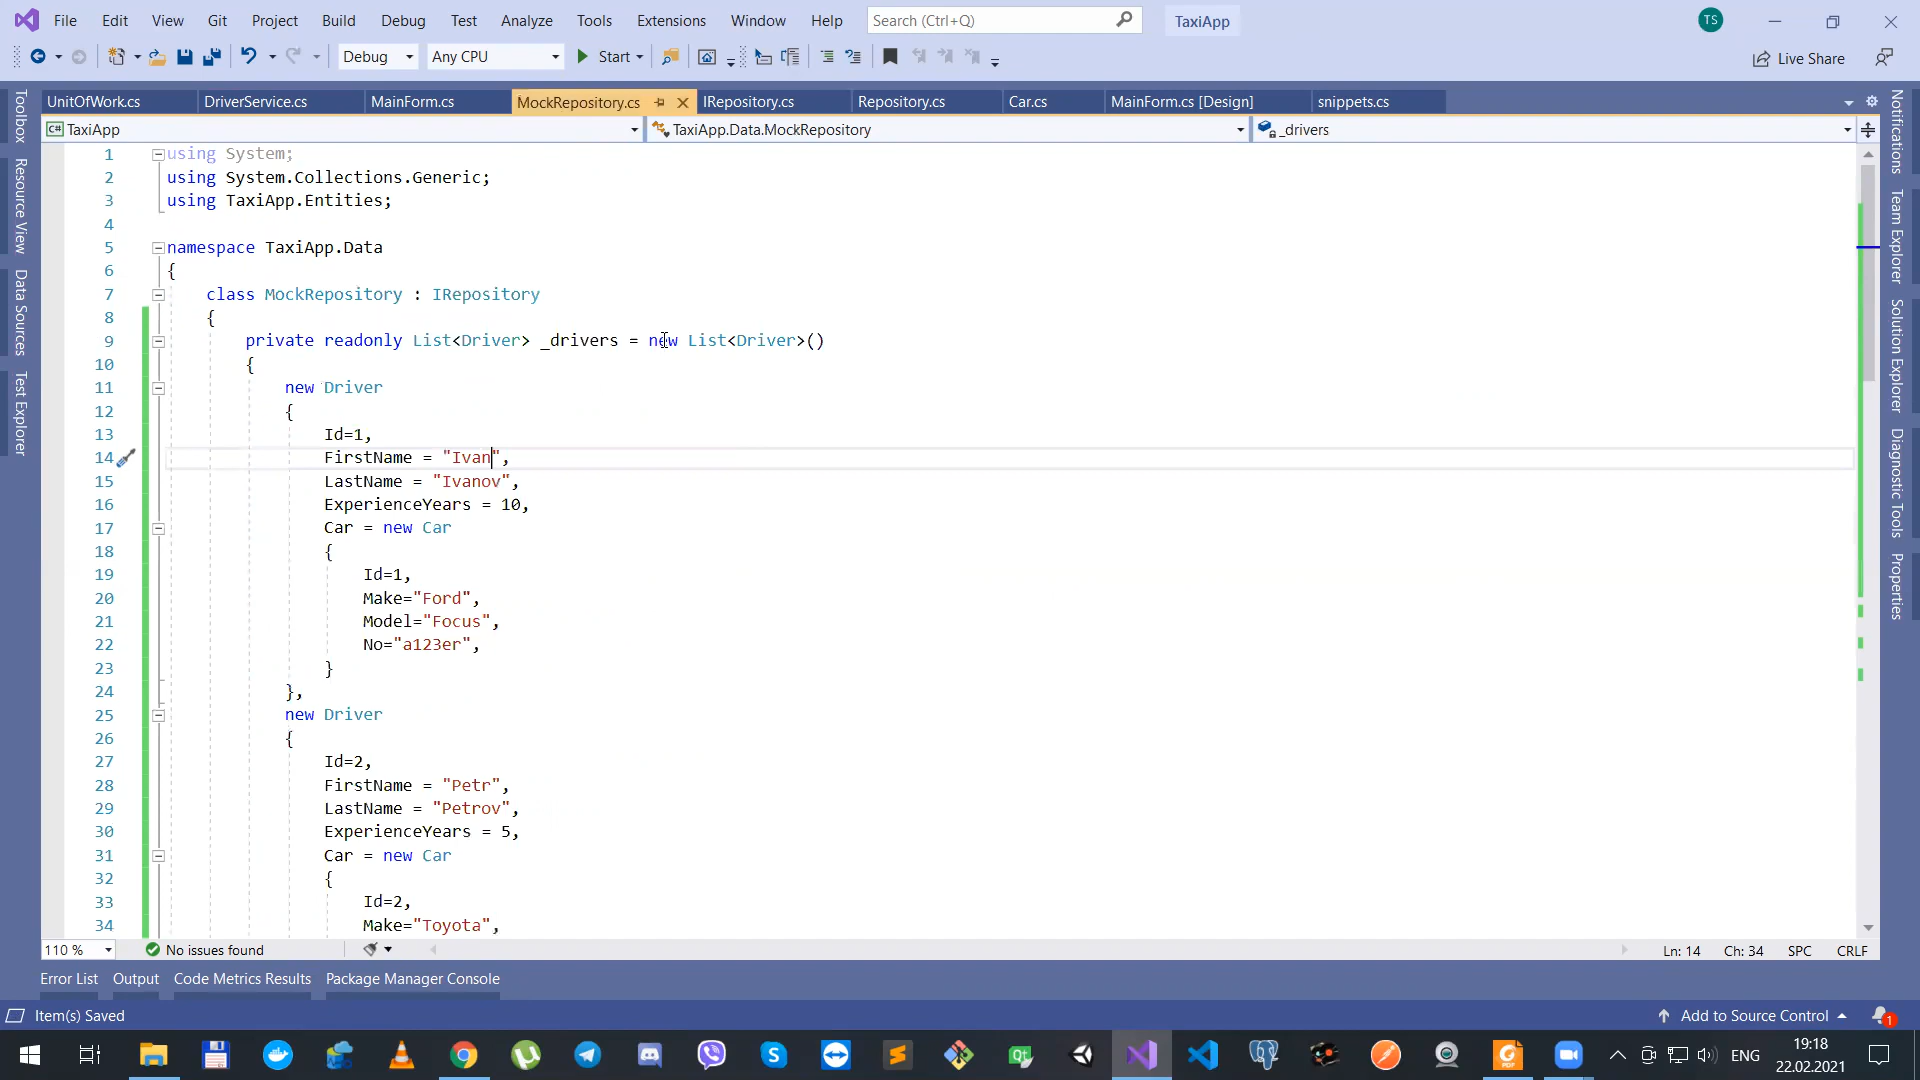 File Edit View Git Project Build Debug Test Analyze Tools Extensions Window Help Search (Ctrl+Q) TaxiApp TS
Debug Any CPU Start Live Share
UnitOfWork.cs DriverService.cs MainForm.cs MockRepository.cs IRepository.cs Repository.cs Car.cs MainForm.cs [Design] snippets.cs
C# TaxiApp TaxiApp.Data.MockRepository _drivers
Toolbox
Resource View
Data Sources
Test Explorer
1 using System;
2 using System.Collections.Generic;
3 using TaxiApp.Entities;
4
5 namespace TaxiApp.Data
6 {
7 class MockRepository : IRepository
8 {
9 private readonly List<Driver> _drivers = new List<Driver>()
10 {
11 new Driver
12 {
13 Id=1,
14 FirstName = "Ivan",
15 LastName = "Ivanov",
16 ExperienceYears = 10,
17 Car = new Car
18 {
19 Id=1,
20 Make="Ford",
21 Model="Focus",
22 No="a123er",
23 }
24 },
25 new Driver
26 {
27 Id=2,
28 FirstName = "Petr",
29 LastName = "Petrov",
30 ExperienceYears = 5,
31 Car = new Car
32 {
33 Id=2,
34 Make="Toyota",
Notifications
Team Explorer
Solution Explorer
Diagnostic Tools
Properties
110 % No issues found Ln: 14 Ch: 34 SPC CRLF
Error List Output Code Metrics Results Package Manager Console
Item(s) Saved Add to Source Control 1
ENG 19:18
22.02.2021